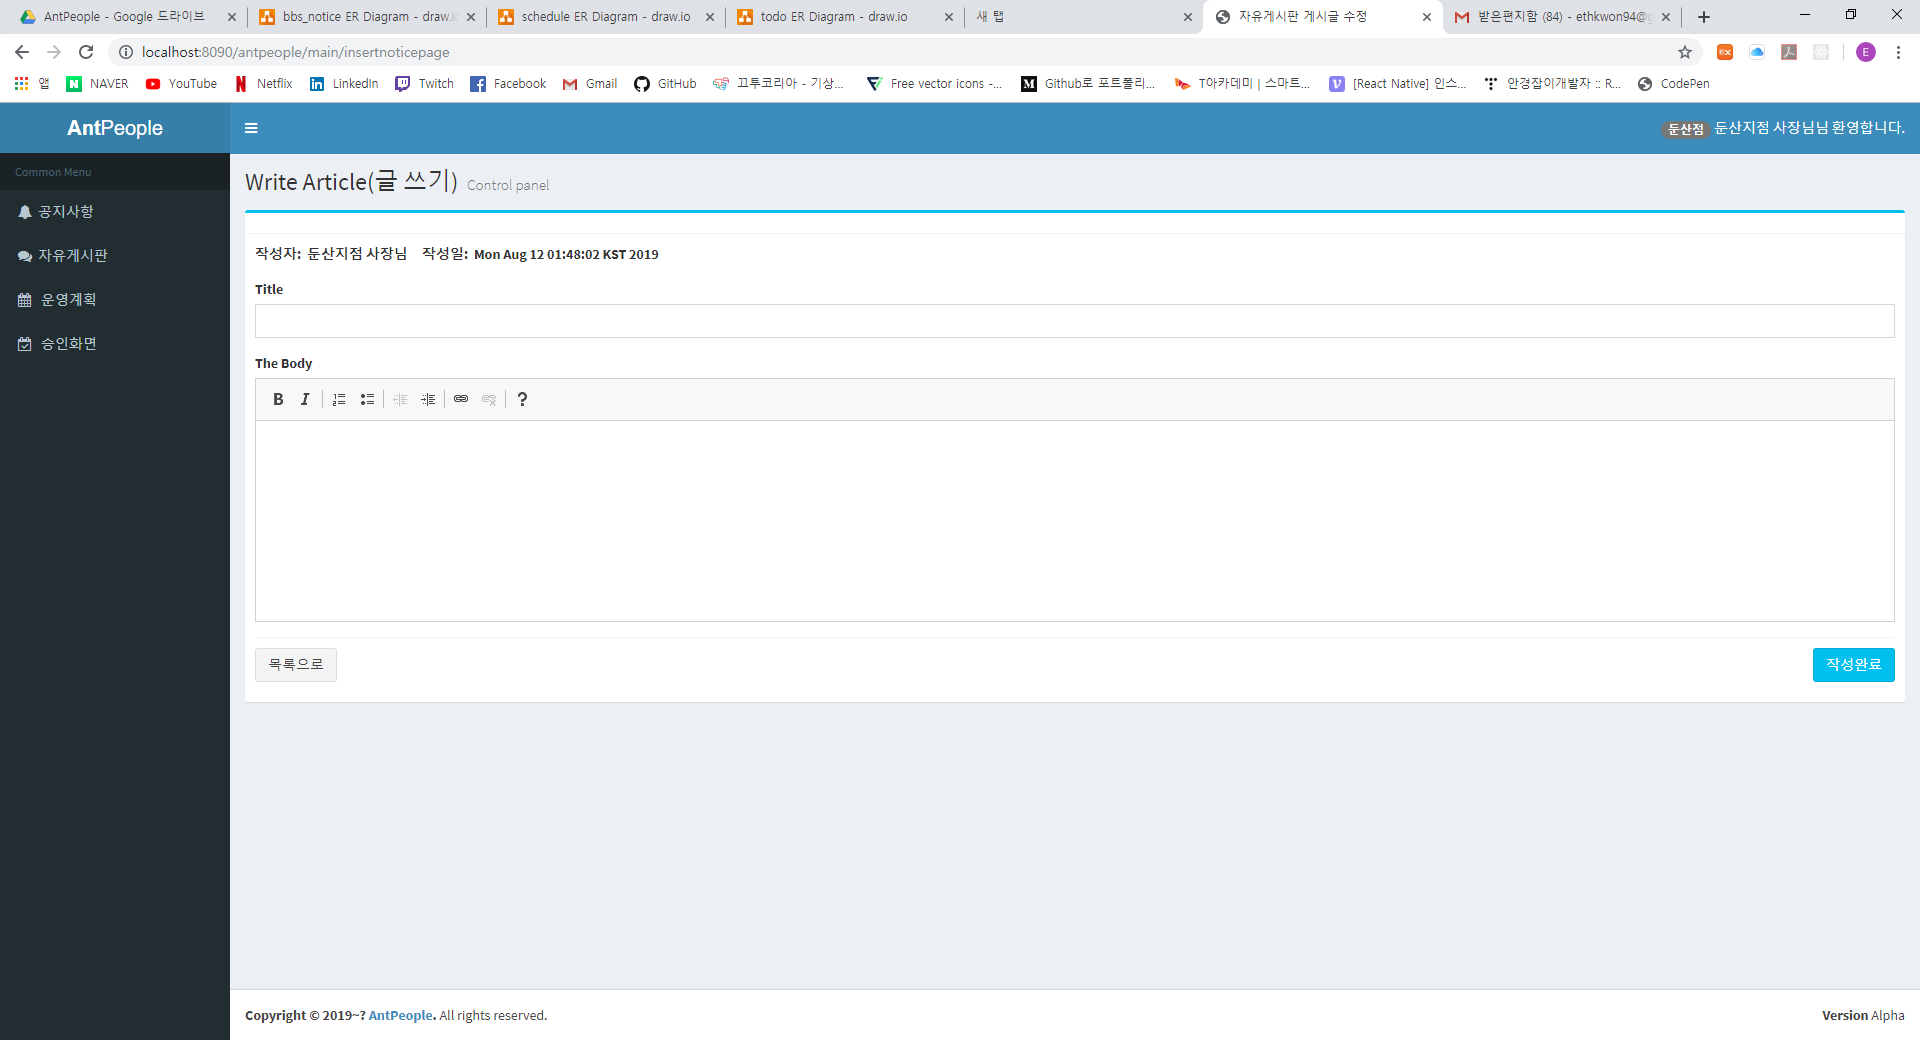 AntPeople - Google 드라이브
bbs_notice ER Diagram - draw.i
schedule ER Diagram - draw.io
todo ER Diagram - draw.io
새 탭
자유게시판 게시글 수정
받은편지함 (84) - ethkwon94@g
localhost:8090/antpeople/main/insertnoticepage
앱 NAVER YouTube Netflix LinkedIn Twitch Facebook Gmail GitHub 끄투코리아 - 기상... Free vector icons -... Github로 포트폴리... T아카데미 | 스마트... [React Native] 인스... 안경잡이개발자 :: R... CodePen
AntPeople
둔산점 둔산지점 사장님님 환영합니다.
Common Menu
공지사항
자유게시판
운영계획
승인화면
Write Article(글 쓰기) Control panel
작성자: 둔산지점 사장님 작성일: Mon Aug 12 01:48:02 KST 2019
Title
The Body
목록으로
작성완료
Copyright © 2019~? AntPeople. All rights reserved.
Version Alpha